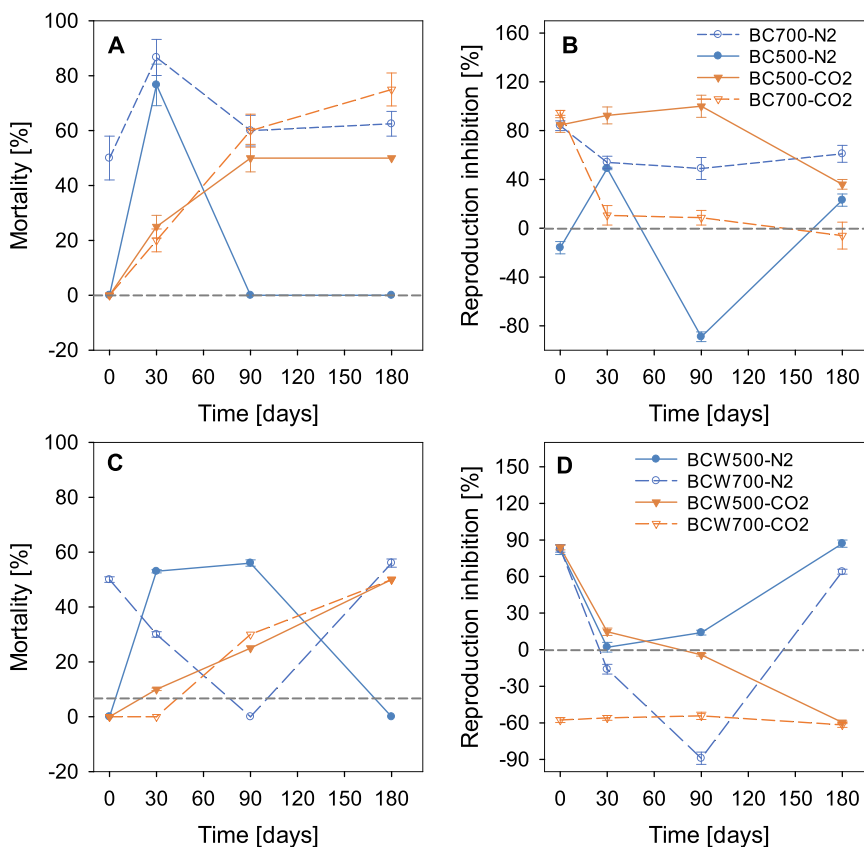 A
Mortality [%]
100
80
60
40
20
0
-20
0 30 60 90 120 150 180
Time [days]
B
Reproduction inhibition [%]
160
120
80
40
0
-40
-80
BC700-N2
BC500-N2
BC500-CO2
BC700-CO2
0 30 60 90 120 150 180
Time [days]
C
Mortality [%]
100
80
60
40
20
0
-20
0 30 60 90 120 150 180
Time [days]
D
Reproduction inhibition [%]
150
120
90
60
30
0
-30
-60
-90
BCW500-N2
BCW700-N2
BCW500-CO2
BCW700-CO2
0 30 60 90 120 150 180
Time [days]